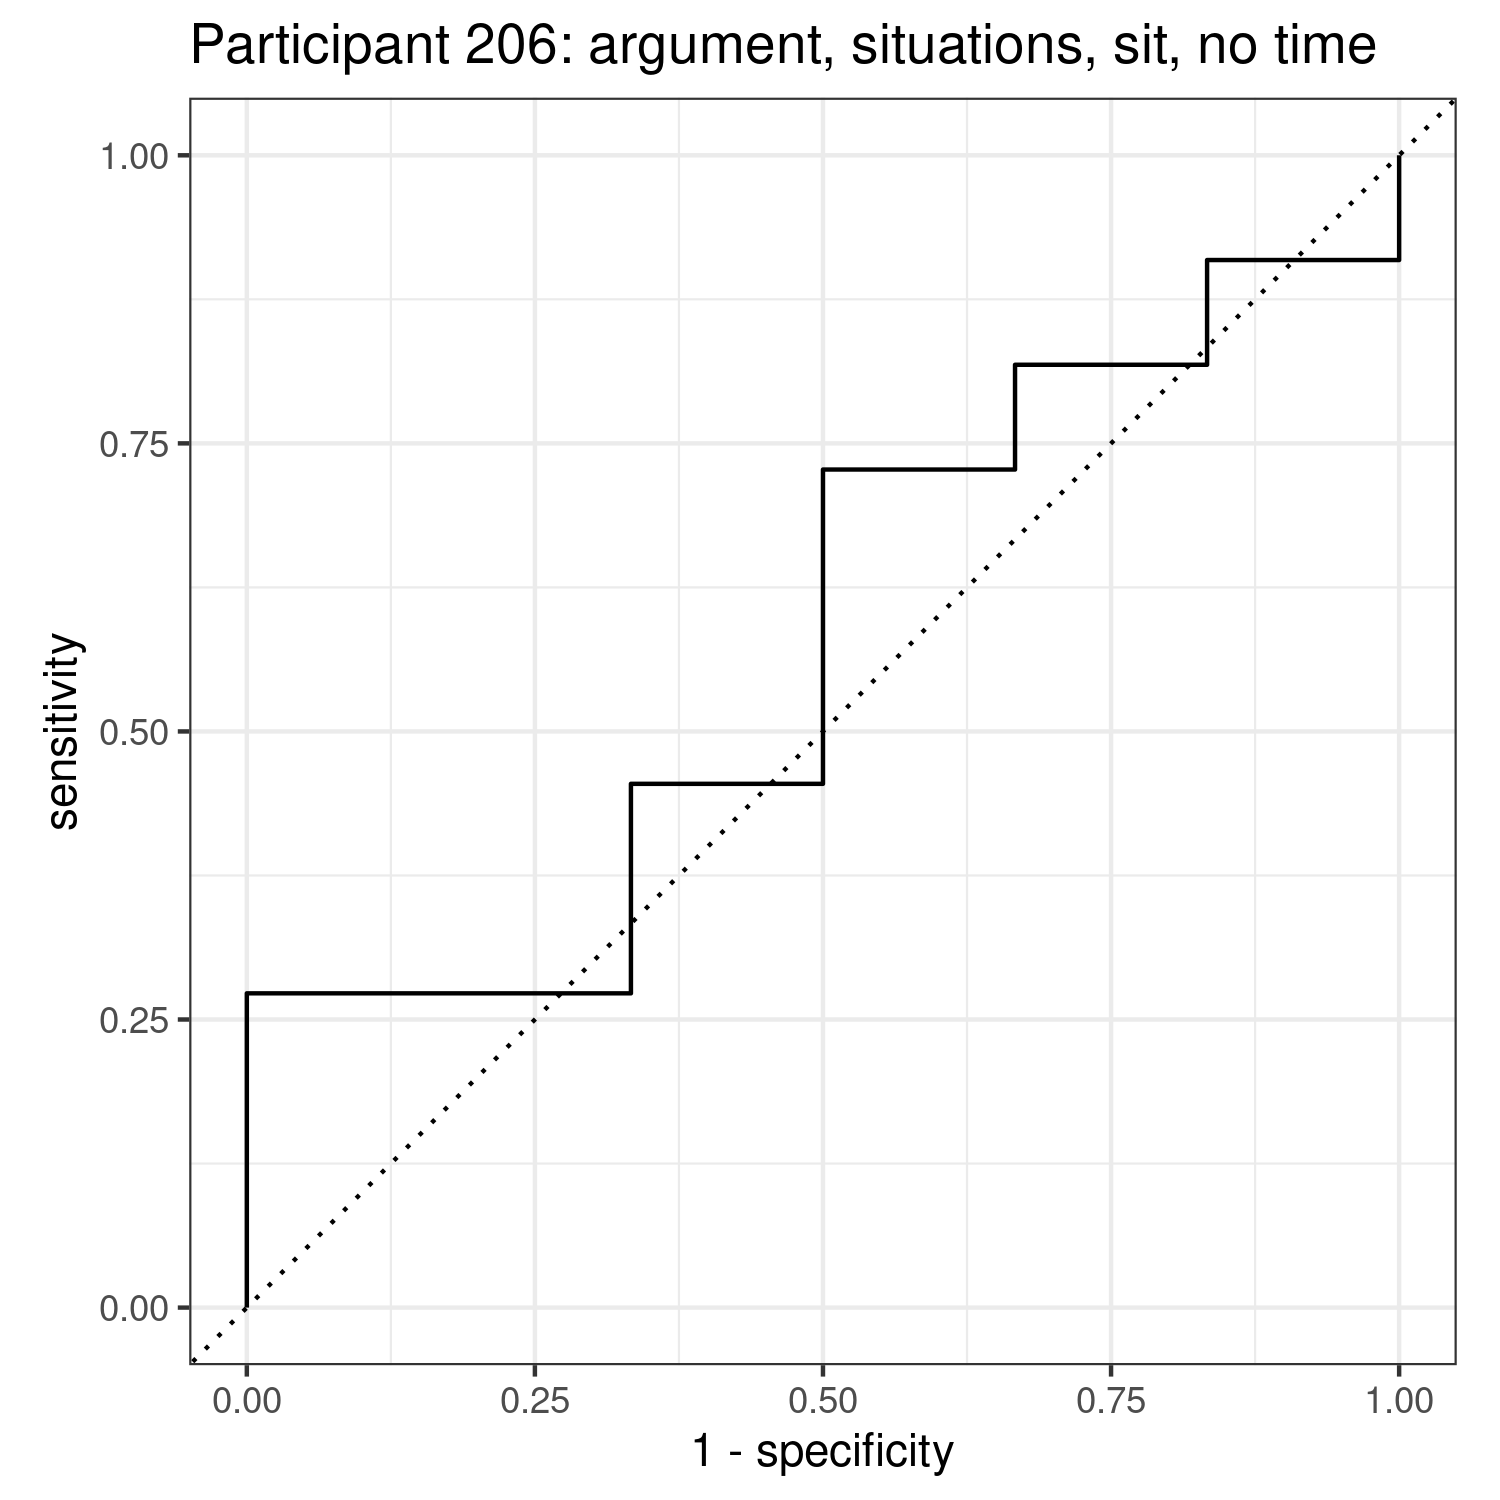 Participant 206: argument, situations, sit, no time
1.00
0.75
0.50
0.25
0.00
sensitivity
0.00 0.25 0.50 0.75 1.00
1 - specificity